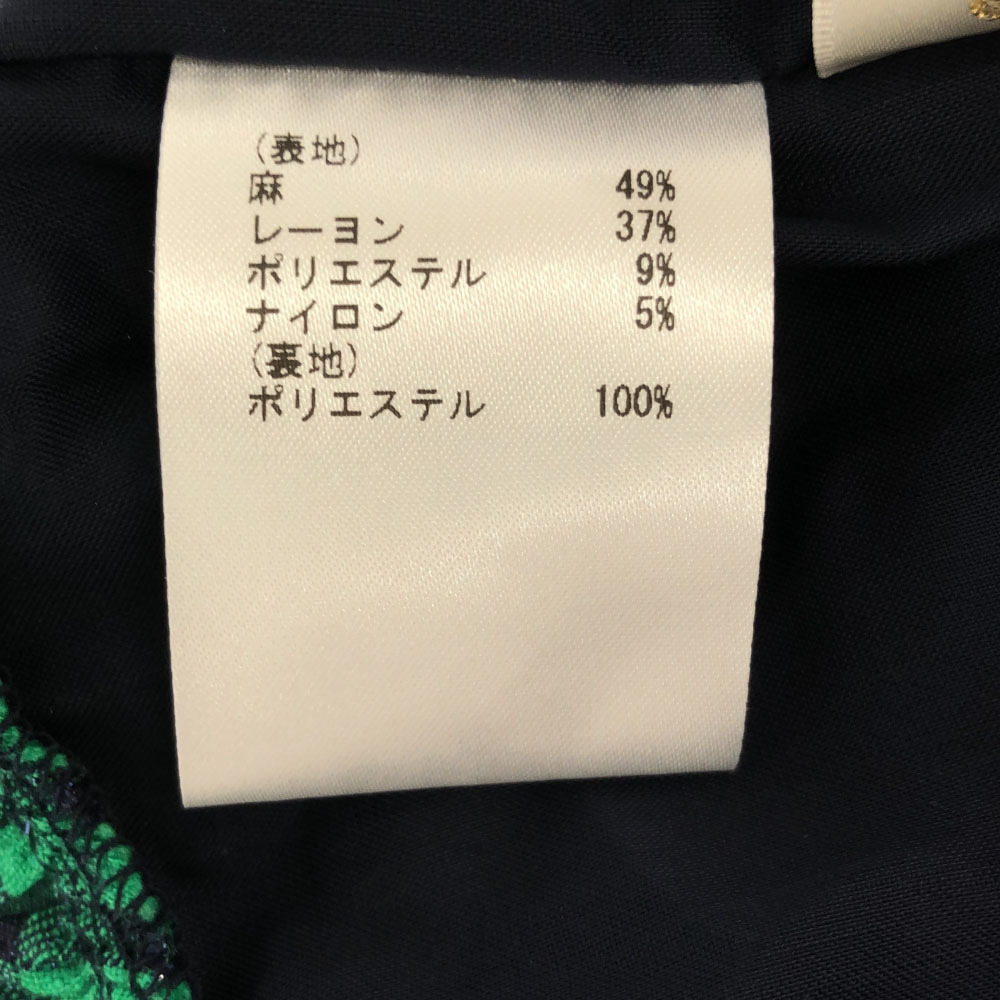 (表地)
麻 49%
レーヨン 37%
ポリエステル 9%
ナイロン 5%
(裏地)
ポリエステル 100%